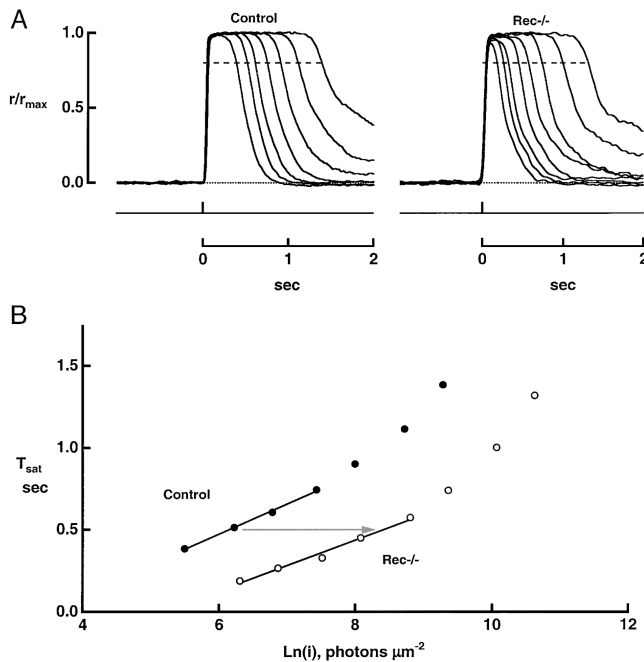 A
Control
Rec-/-
1.0
r/rmax
0.5
0.0
0 1 2
sec
0 1 2
sec
B
1.5
1.0
Tsat
sec
Control
0.5
Rec-/-
0.0
4 6 8 10 12
Ln(i), photons µm-2